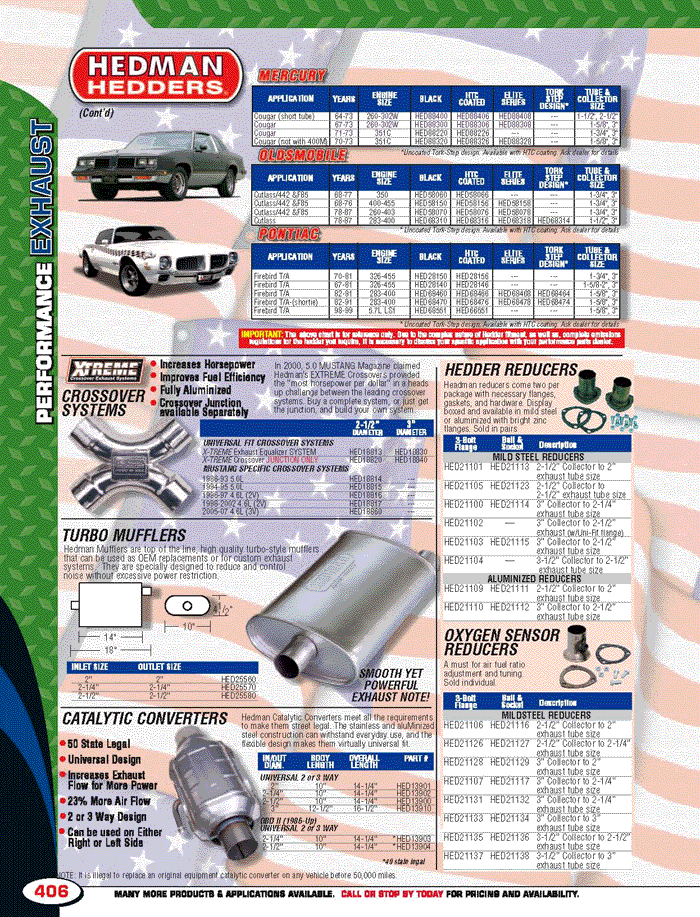 HEDMAN
HEDDERS®
(Cont'd)
PERFORMANCE EXHAUST
MERCURY
APPLICATION YEARS ENGINE SIZE BLACK HTC COATED ELITE SERIES TORK STEP DESIGN* TUBE & COLLECTOR SIZE
Cougar (short tube) 64-73 260-302W HED88400 HED88406 HED88408 --- 1-1/2, 2-1/2"
Cougar 67-73 260-302W HED88300 HED88306 HED88308 --- 1-5/8", 3"
Cougar 71-73 351C HED88220 HED88226 --- --- 1-3/4", 3"
Cougar (not with 400M) 70-73 351C HED88320 HED88326 HED88328 --- 1-5/8", 3"
*Uncoated Tork-Step design. Available with HTC coating. Ask dealer for details
OLDSMOBILE
APPLICATION YEARS ENGINE SIZE BLACK HTC COATED ELITE SERIES TORK STEP DESIGN* TUBE & COLLECTOR SIZE
Cutlass/442 &F85 68-77 350 HED58060 HED58066 --- --- 1-3/4", 3"
Cutlass/442 &F85 68-76 400-455 HED58150 HED58156 HED58158 --- 1-3/4", 3"
Cutlass/442 &F85 78-87 260-403 HED58070 HED58076 HED58078 --- 1-3/4", 3"
Cutlass 78-87 283-400 HED68310 HED68316 HED68318 HED68314 1-1/2", 3"
* Uncoated Tork-Step design. Available with HTC coating. Ask dealer for details
PONTIAC
APPLICATION YEARS ENGINE SIZE BLACK HTC COATED ELITE SERIES TORK STEP DESIGN* TUBE & COLLECTOR SIZE
Firebird T/A 70-81 326-455 HED28150 HED28156 --- --- 1-3/4", 3"
Firebird T/A 67-81 326-455 HED28140 HED28146 --- --- 1-5/8-2", 3"
Firebird T/A 82-91 283-400 HED68460 HED68466 HED68468 HED68464 1-5/8", 3"
Firebird T/A-(shortie) 82-91 283-400 HED68470 HED68476 HED68478 HED68474 1-5/8", 3"
Firebird T/A 98-99 5.7L LS1 HED66551 HED66551 --- --- 1-5/8", 3"
* Uncoated Tork-Step design. Available with HTC coating. Ask dealer for details
IMPORTANT: The above chart is for reference only. Due to the complex nature of Hedder fitment, as well as, complex emissions
regulations for the hedder you require, it is necessary to discuss your specific application with your performance parts dealer.
XTREME
Crossover Exhaust Systems
CROSSOVER
SYSTEMS
• Increases Horsepower
• Improves Fuel Efficiency
• Fully Aluminized
• Crossover Junction
available Separately
In 2000, 5.0 MUSTANG Magazine claimed
Hedman's EXTREME Crossovers provided
the "most horsepower per dollar" in a heads
up challenge between the leading crossover
systems. Buy a complete system, or just get
the junction, and build your own system.
2-1/2" DIAMETER 3" DIAMETER
UNIVERSAL FIT CROSSOVER SYSTEMS
X-TREME Exhaust Equalizer SYSTEM HED18813 HED18830
X-TREME Crossover JUNCTION ONLY HED18820 HED18840
MUSTANG SPECIFIC CROSSOVER SYSTEMS
1986-93 5.0L HED18814 ---
1994-95 5.0L HED18815 ---
1996-97 4.6L (2V) HED18816 ---
1998-2002 4.6L (2V) HED18817 ---
2005-07 4.6L (3V) HED18860 ---
TURBO MUFFLERS
Hedman Mufflers are top of the line, high quality turbo-style mufflers
that can be used as OEM replacements or for custom exhaust
systems. They are specially designed to reduce and control
noise without excessive power restriction.
14"
18"
10"
4 1/2"
INLET SIZE OUTLET SIZE
2" 2" HED25560
2-1/4" 2-1/4" HED25570
2-1/2" 2-1/2" HED25580
SMOOTH YET
POWERFUL
EXHAUST NOTE!
CATALYTIC CONVERTERS
• 50 State Legal
• Universal Design
• Increases Exhaust
Flow for More Power
• 23% More Air Flow
• 2 or 3 Way Design
• Can be used on Either
Right or Left Side
Hedman Catalytic Converters meet all the requirements
to make them street legal. The stainless and aluMinized
steel construction can withstand everyday use, and the
flexible design makes them virtually universal fit.
IN/OUT DIAM. BODY LENGTH OVERALL LENGTH PART #
UNIVERSAL 2 or 3 WAY
2" 10" 14-1/4" HED13901
2-1/4" 10" 14-1/4" HED13902
2-1/2" 10" 14-1/4" HED13900
3" 12-1/2" 16-1/2" HED13910
OBD II (1986-Up)
UNIVERSAL 2 or 3 WAY
2-1/4" 10" 14-1/4" *HED13903
2-1/2" 10" 14-1/4" *HED13904
*49 state legal
NOTE: It is illegal to replace an original equipment catalytic converter on any vehicle before 50,000 miles.
HEDDER REDUCERS
Headman reducers come two per
package with necessary flanges,
gaskets, and hardware. Display
boxed and available in mild steel
or aluminized with bright zinc
flanges. Sold in pairs
3-Bolt Flange Ball & Socket Description
MILD STEEL REDUCERS
HED21101 HED21113 2-1/2" Collector to 2"
exhaust tube size
HED21105 HED21123 2-1/2" Collector to
2-1/2" exhaust tube size
HED21100 HED21114 3" Collector to 2-1/4"
exhaust tube size
HED21102 — 3" Collector to 2-1/2"
exhaust (w/Uni-Fit flange)
HED21103 HED21115 3" Collector to 2-1/2"
exhaust tube size
HED21104 — 3-1/2" Collector to 2-1/2"
exhaust tube size
ALUMINIZED REDUCERS
HED21109 HED21111 2-1/2" Collector to 2"
exhaust tube size
HED21110 HED21112 3" Collector to 2-1/2"
exhaust tube size
OXYGEN SENSOR
REDUCERS
A must for air fuel ratio
adjustment and tuning.
Sold individual.
3-Bolt Flange Ball & Socket Description
MILDSTEEL REDUCERS
HED21106 HED21116 2-1/2" Collector to 2"
exhaust tube size
HED21126 HED21127 2-1/2" Collector to 2-1/4"
exhaust tube size
HED21128 HED21129 3" Collector to 2"
exhaust tube size
HED21107 HED21117 3" Collector to 2-1/4"
exhaust tube size
HED21131 HED21132 3" Collector to 2-1/4"
exhaust tube size
HED21133 HED21134 3" Collector to 3"
exhaust tube size
HED21135 HED21136 3-1/2" Collector to 2-1/2"
exhaust tube size
HED21137 HED21138 3-1/2" Collector to 3"
exhaust tube size
406
MANY MORE PRODUCTS & APPLICATIONS AVAILABLE. CALL OR STOP BY TODAY FOR PRICING AND AVAILABILITY.